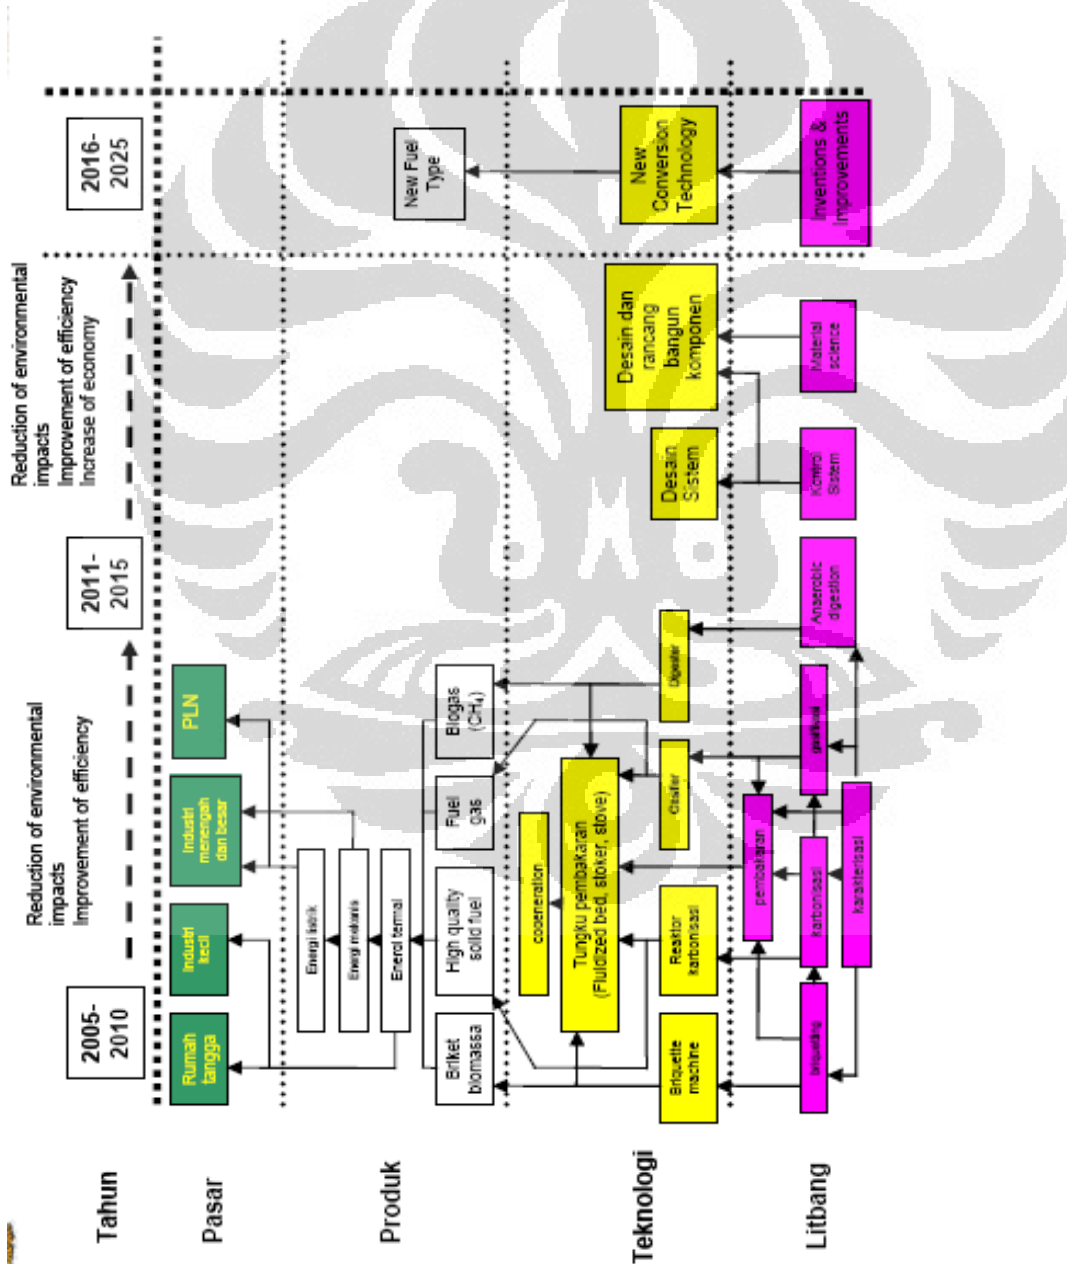 Reduction of environmental
impacts
Improvement of efficiency
Reduction of environmental
impacts
Improvement of efficiency
Increase of economy
Tahun
2005-
2010
2011-
2015
2016-
2025
Pasar
Rumah
tangga
Industri
kecil
Industri
menengah
dan besar
PLN
Produk
Energi listrik
Energi mekanis
Energi termal
Briket
biomassa
High quality
solid fuel
Fuel
gas
Biogas
(CH₄)
New Fuel
Type
Teknologi
cogeneration
Tungku pembakaran
(Fluidized bed, stoker, stove)
Briquette
machine
Reaktor
karbonisasi
Gasifier
Digester
Desain
Sistem
Desain dan
rancang
bangun
komponen
New
Conversion
Technology
Litbang
pembakaran
briqueting
karbonisasi
gasifikasi
karakterisasi
Anaerobic
digestion
Kontrol
Sistem
Material
science
Inventions &
Improvements